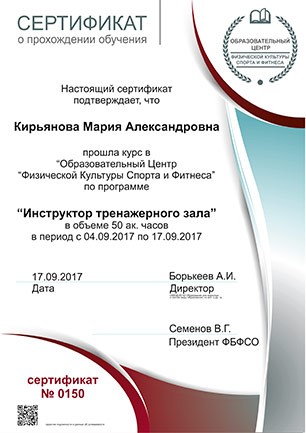 СЕРТИФИКАТ
о прохождении обучения
ОБРАЗОВАТЕЛЬНЫЙ
ЦЕНТР
ФИЗИЧЕСКОЙ КУЛЬТУРЫ
СПОРТА И ФИТНЕСА
Настоящий сертификат
подтверждает, что
Кирьянова Мария Александровна
прошла курс в
“Образовательный Центр
“Физической Культуры Спорта и Фитнеса”
по программе
“Инструктор тренажерного зала”
в объеме 50 ак. часов
в период с 04.09.2017 по 17.09.2017
17.09.2017
Дата
Борькеев А.И.
Директор
Семенов В.Г.
Президент ФБФСО
сертификат
№ 0150